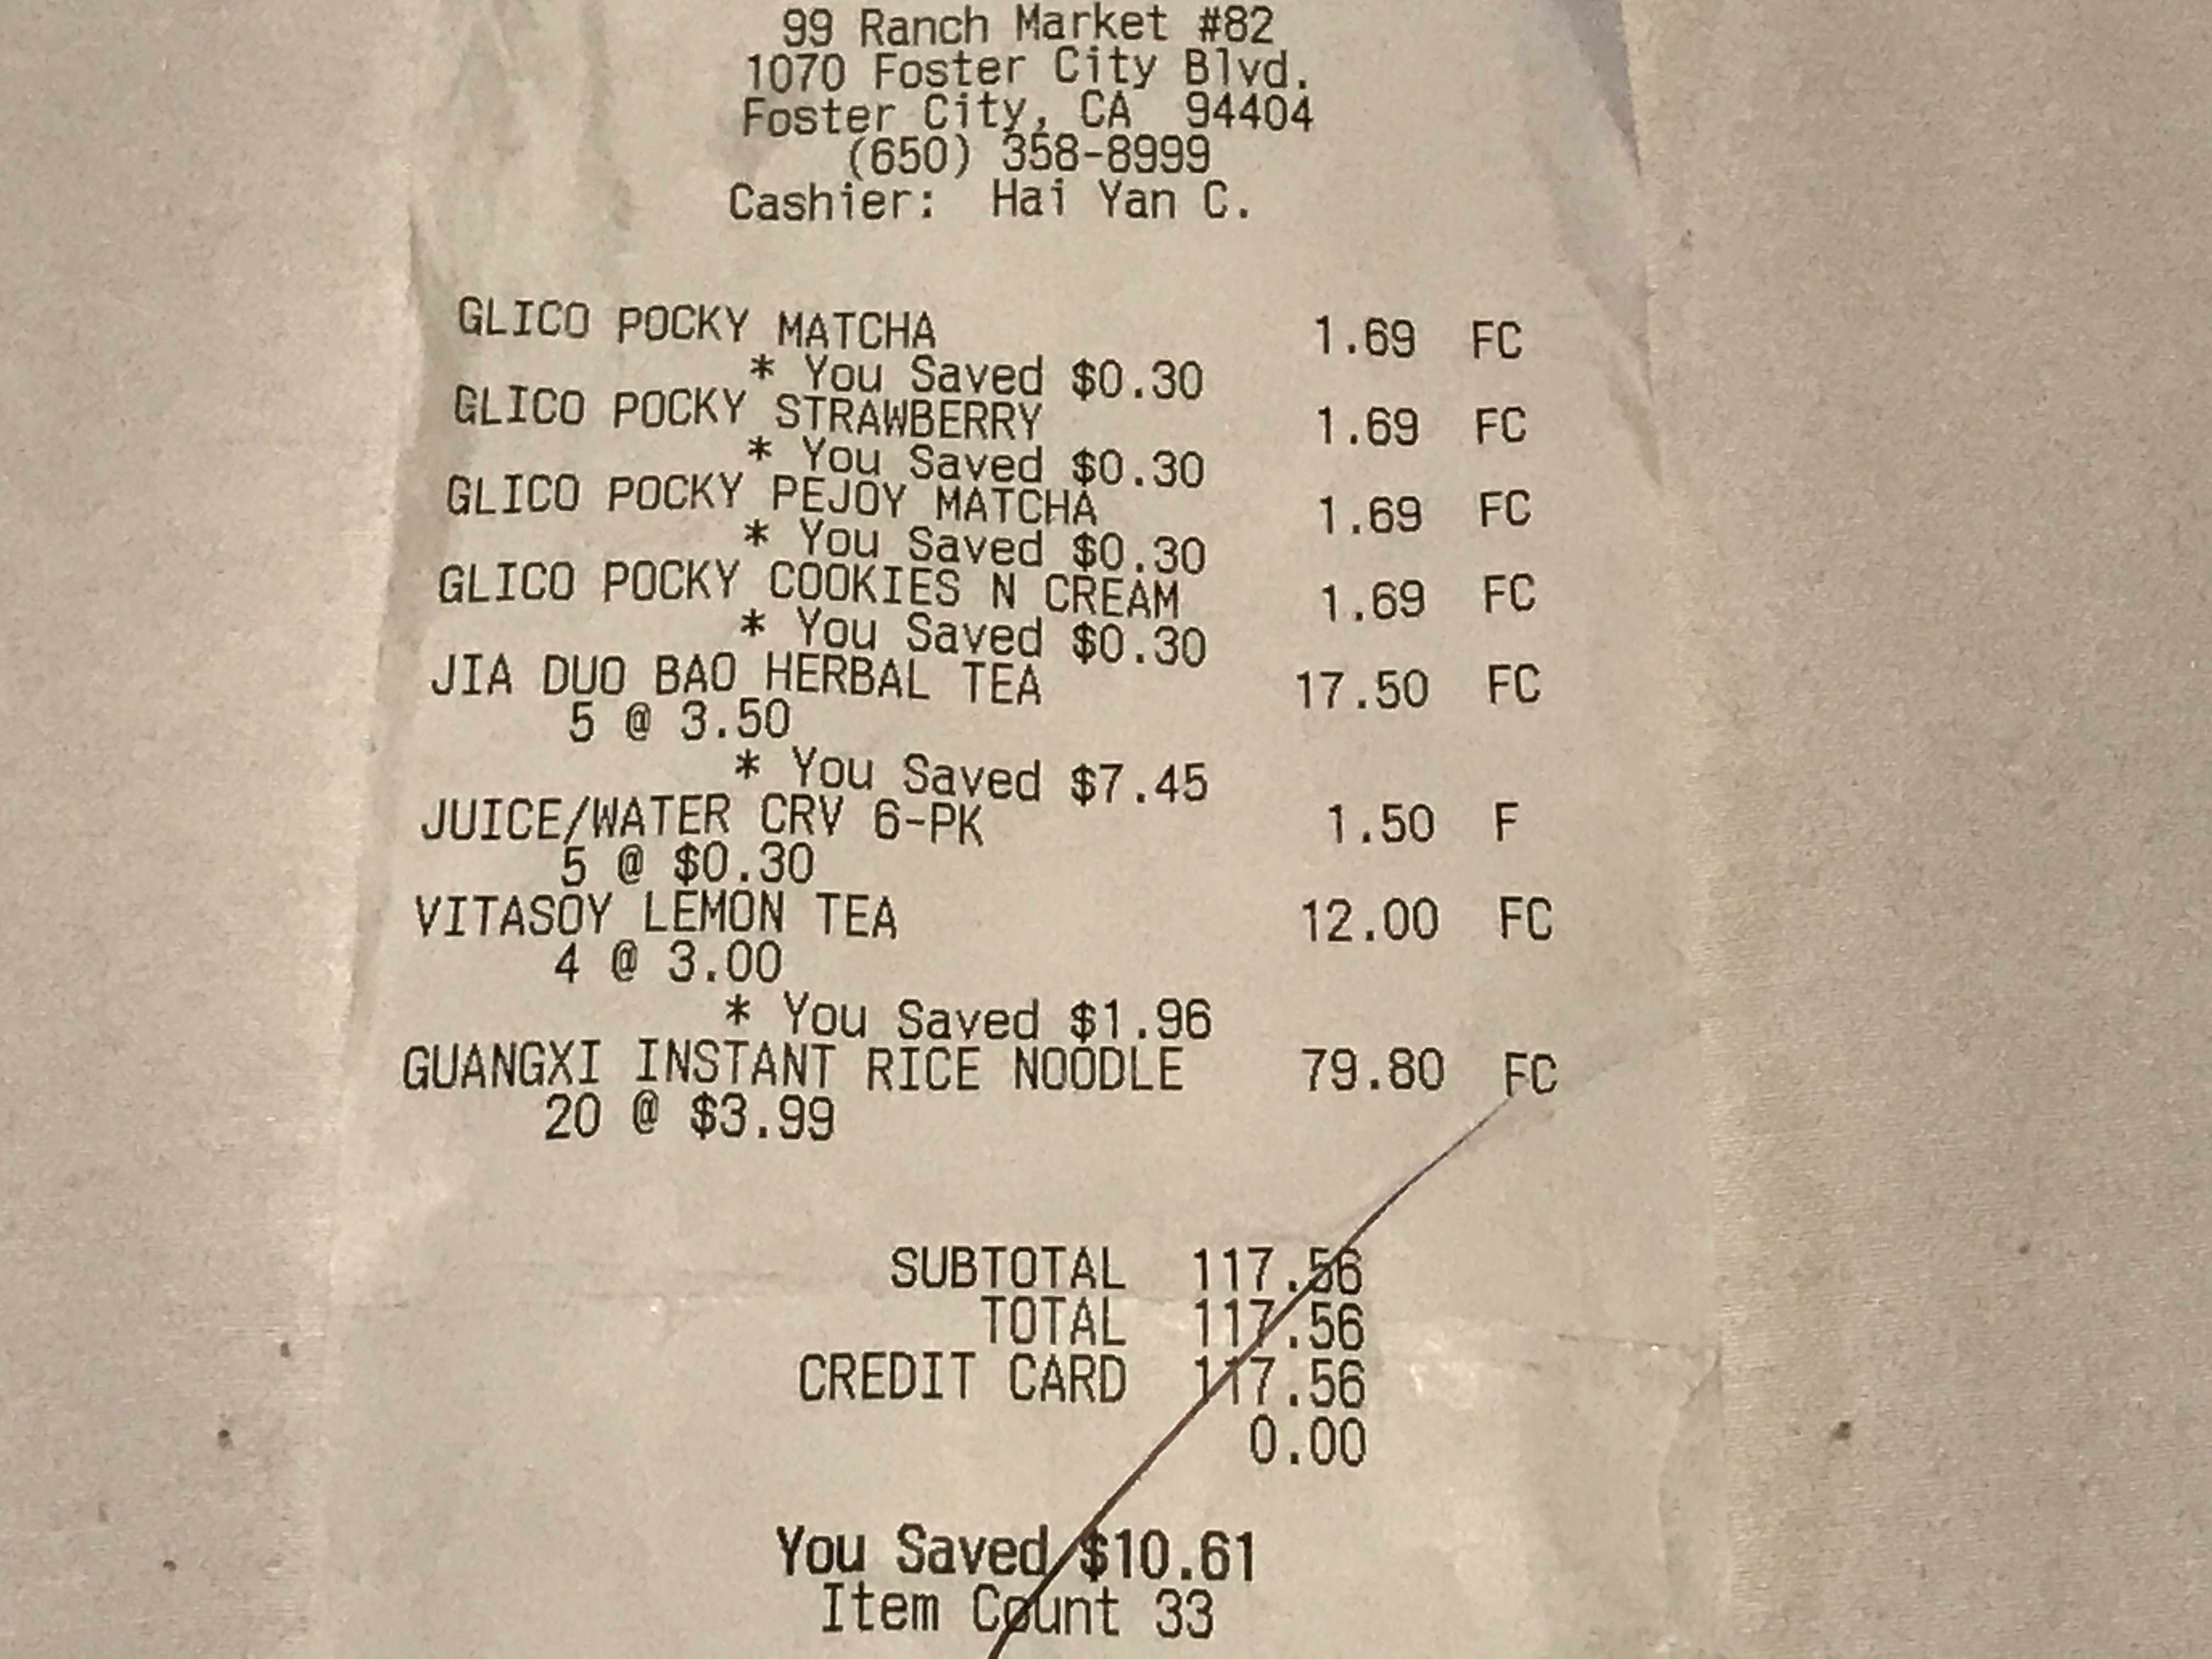 99 Ranch Market #82
1070 Foster City Blvd.
Foster City, CA 94404
(650) 358-8999
Cashier: Hai Yan C.
GLICO POCKY MATCHA 1.69 FC
* You Saved $0.30
GLICO POCKY STRAWBERRY 1.69 FC
* You Saved $0.30
GLICO POCKY PEJOY MATCHA 1.69 FC
* You Saved $0.30
GLICO POCKY COOKIES N CREAM 1.69 FC
* You Saved $0.30
JIA DUO BAO HERBAL TEA 17.50 FC
5 @ 3.50
* You Saved $7.45
JUICE/WATER CRV 6-PK 1.50 F
5 @ $0.30
VITASOY LEMON TEA 12.00 FC
4 @ 3.00
* You Saved $1.96
GUANGXI INSTANT RICE NOODLE 79.80 FC
20 @ $3.99
SUBTOTAL 117.56
TOTAL 117.56
CREDIT CARD 117.56
0.00
You Saved $10.61
Item Count 33